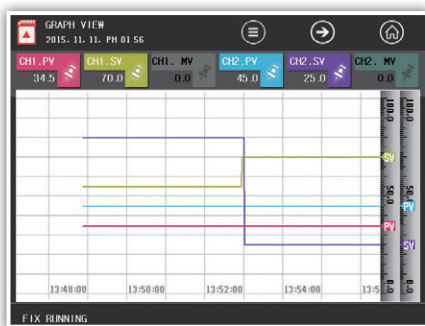 GRAPH VIEW
2015. 11. 11. PM 01 56
CH1.PV CH1.SV CH1. MV CH2.PV CH2.SV CH2. MV
34.5 70.0 0.0 45.0 25.0 0.0
100.0 100.0
SV
50.0 50.0
PV
PV
SV
0.0 0.0
13:48:00 13:50:00 13:52:00 13:54:00 13:5
FIX RUNNING